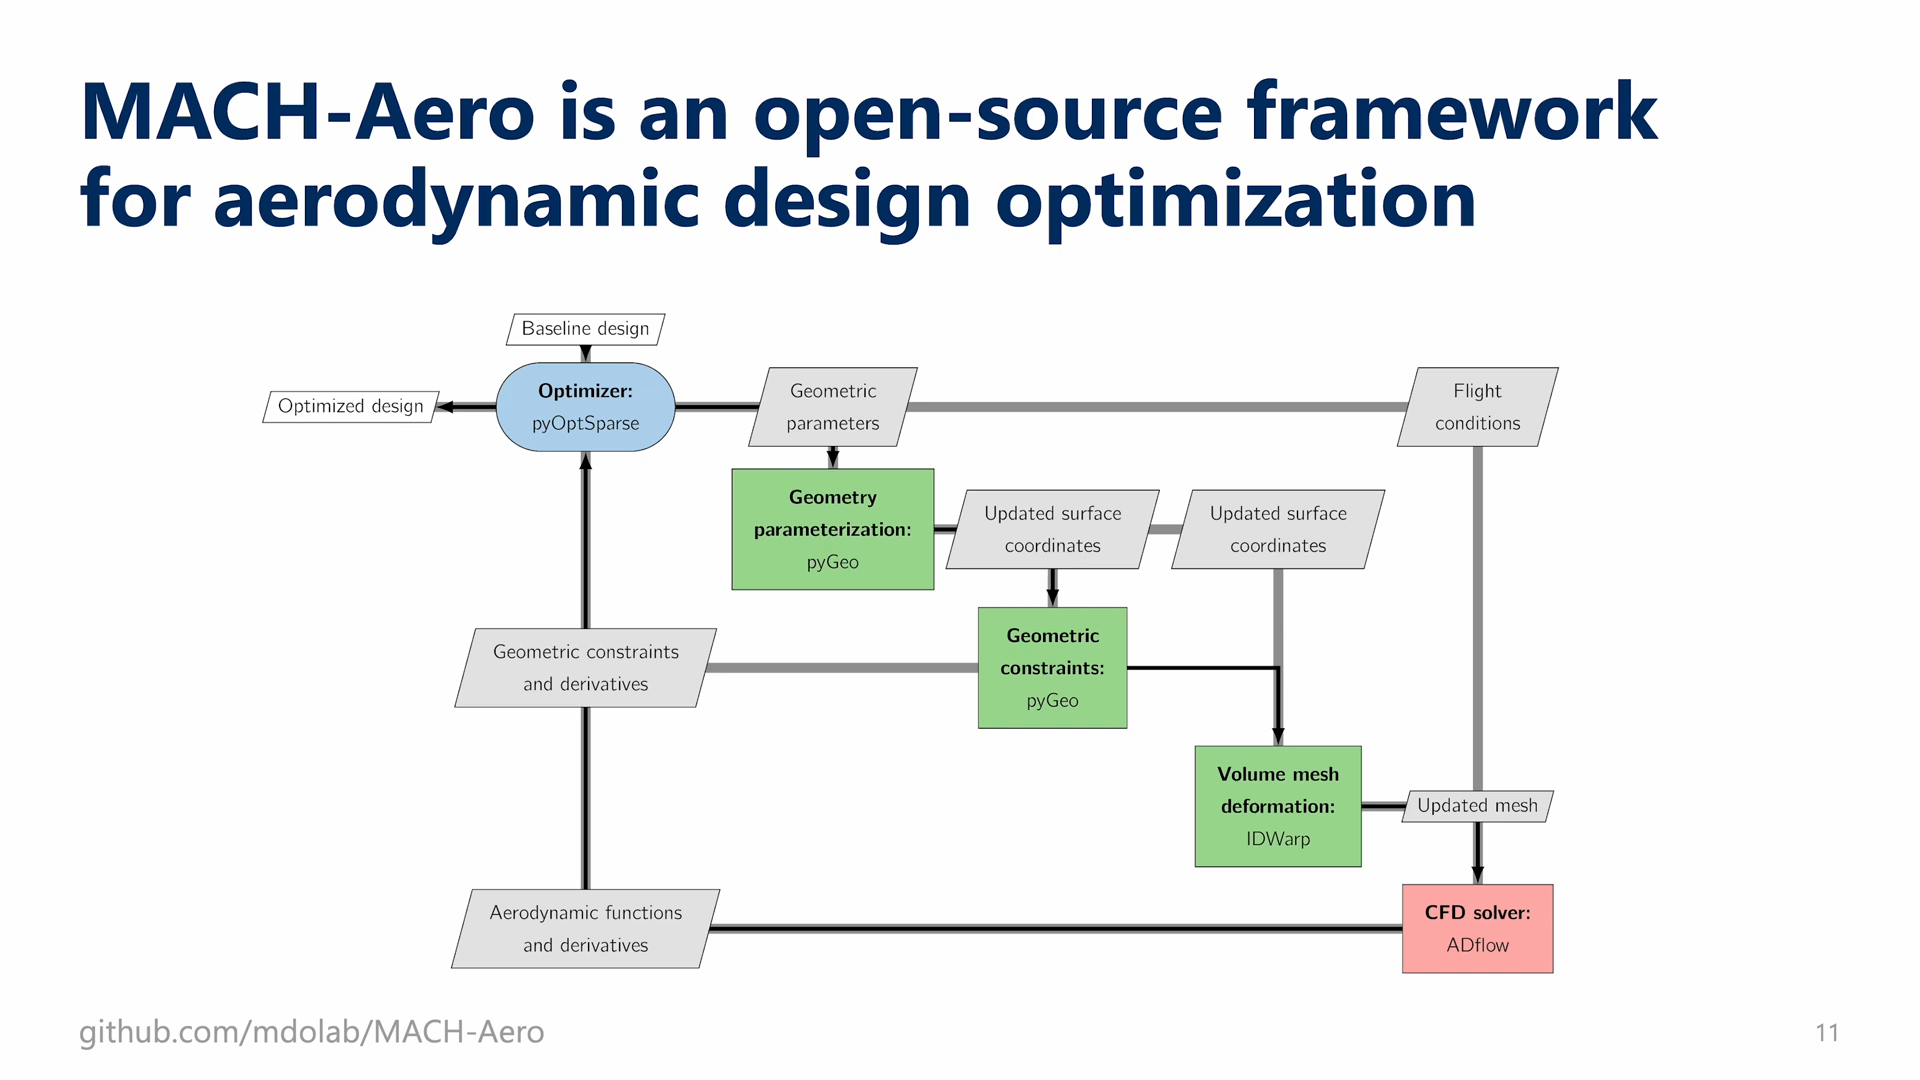 MACH-Aero is an open-source framework
for aerodynamic design optimization
Baseline design
Optimized design
Optimizer:
pyOptSparse
Geometric
parameters
Flight
conditions
Geometry
parameterization:
pyGeo
Updated surface
coordinates
Updated surface
coordinates
Geometric constraints
and derivatives
Geometric
constraints:
pyGeo
Volume mesh
deformation:
IDWarp
Updated mesh
Aerodynamic functions
and derivatives
CFD solver:
ADflow
github.com/mdolab/MACH-Aero
11